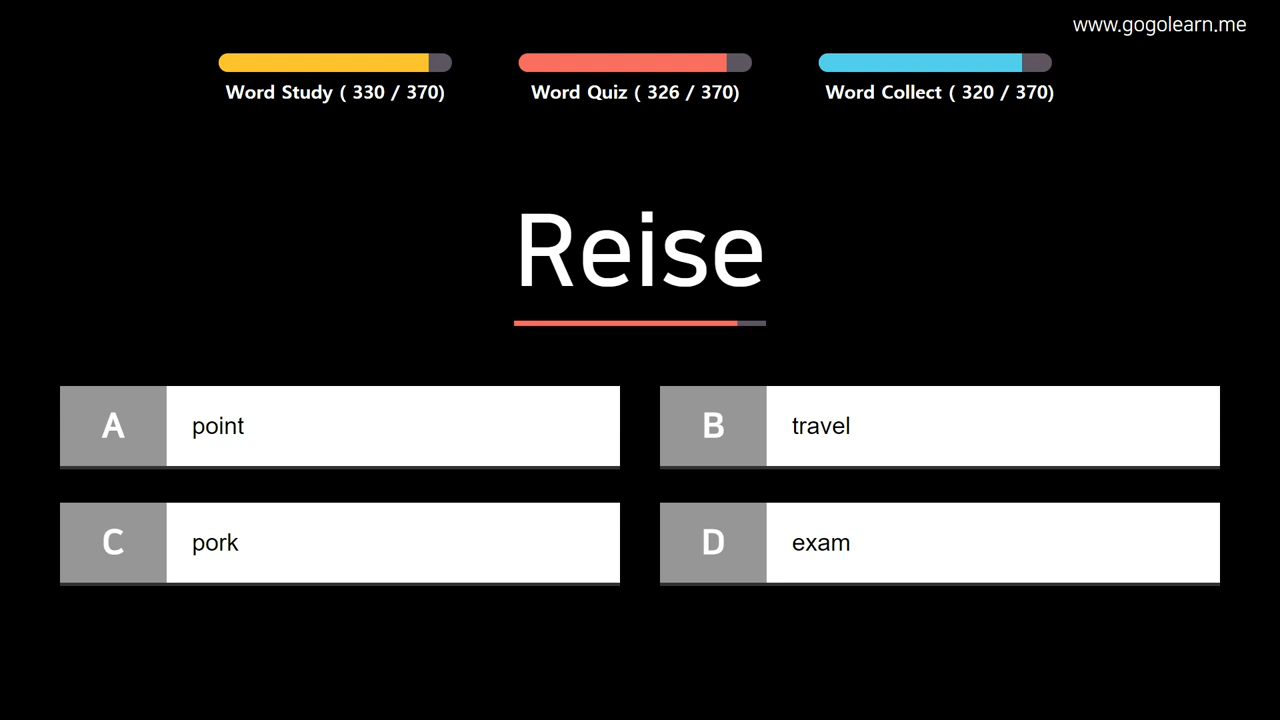 www.gogolearn.me
Word Study ( 330 / 370)
Word Quiz ( 326 / 370)
Word Collect ( 320 / 370)
Reise
A point
B travel
C pork
D exam